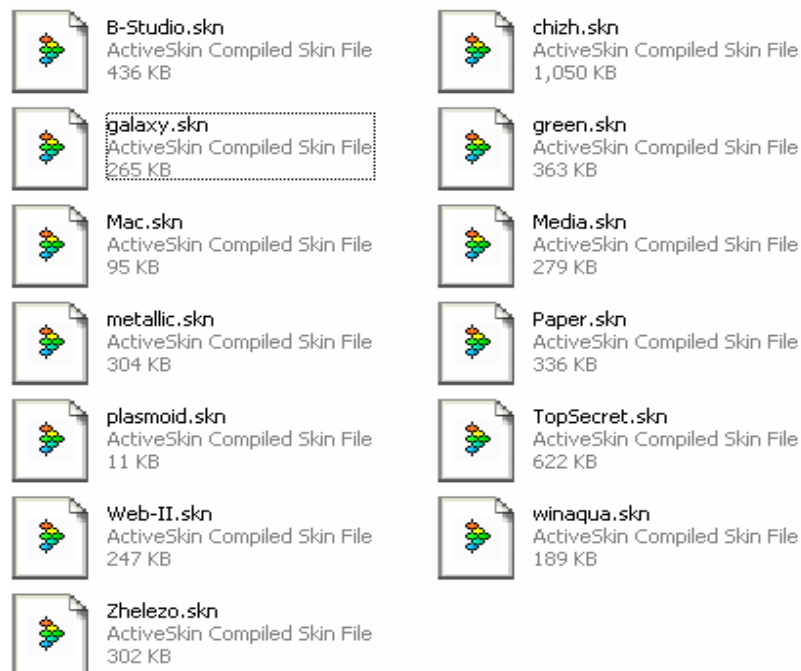 B-Studio.skn
ActiveSkin Compiled Skin File
436 KB
chizh.skn
ActiveSkin Compiled Skin File
1,050 KB
galaxy.skn
ActiveSkin Compiled Skin File
265 KB
green.skn
ActiveSkin Compiled Skin File
363 KB
Mac.skn
ActiveSkin Compiled Skin File
95 KB
Media.skn
ActiveSkin Compiled Skin File
279 KB
metallic.skn
ActiveSkin Compiled Skin File
304 KB
Paper.skn
ActiveSkin Compiled Skin File
336 KB
plasmoid.skn
ActiveSkin Compiled Skin File
11 KB
TopSecret.skn
ActiveSkin Compiled Skin File
622 KB
Web-II.skn
ActiveSkin Compiled Skin File
247 KB
winaqua.skn
ActiveSkin Compiled Skin File
189 KB
Zhelezo.skn
ActiveSkin Compiled Skin File
302 KB